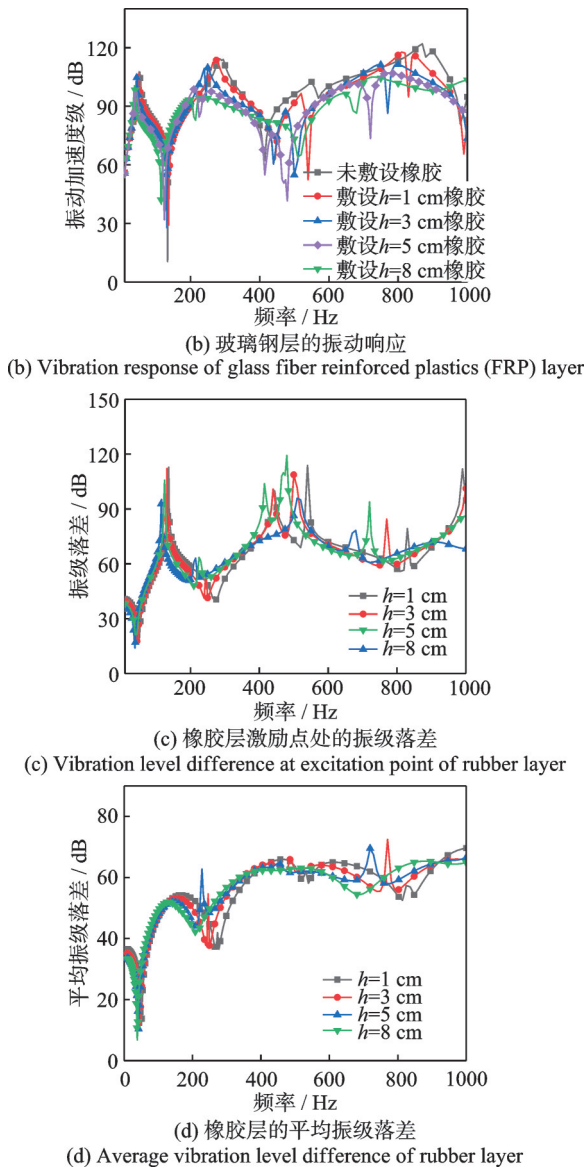 振动加速度级 / dB
120
90
60
30
0
未敷设橡胶
敷设h=1 cm橡胶
敷设h=3 cm橡胶
敷设h=5 cm橡胶
敷设h=8 cm橡胶
200 400 600 800 1000
频率 / Hz
(b) 玻璃钢层的振动响应
(b) Vibration response of glass fiber reinforced plastics (FRP) layer
振级落差 / dB
150
120
90
60
30
0
h=1 cm
h=3 cm
h=5 cm
h=8 cm
200 400 600 800 1000
频率 / Hz
(c) 橡胶层激励点处的振级落差
(c) Vibration level difference at excitation point of rubber layer
平均振级落差 / dB
80
60
40
20
0
h=1 cm
h=3 cm
h=5 cm
h=8 cm
0 200 400 600 800 1000
频率 / Hz
(d) 橡胶层的平均振级落差
(d) Average vibration level difference of rubber layer